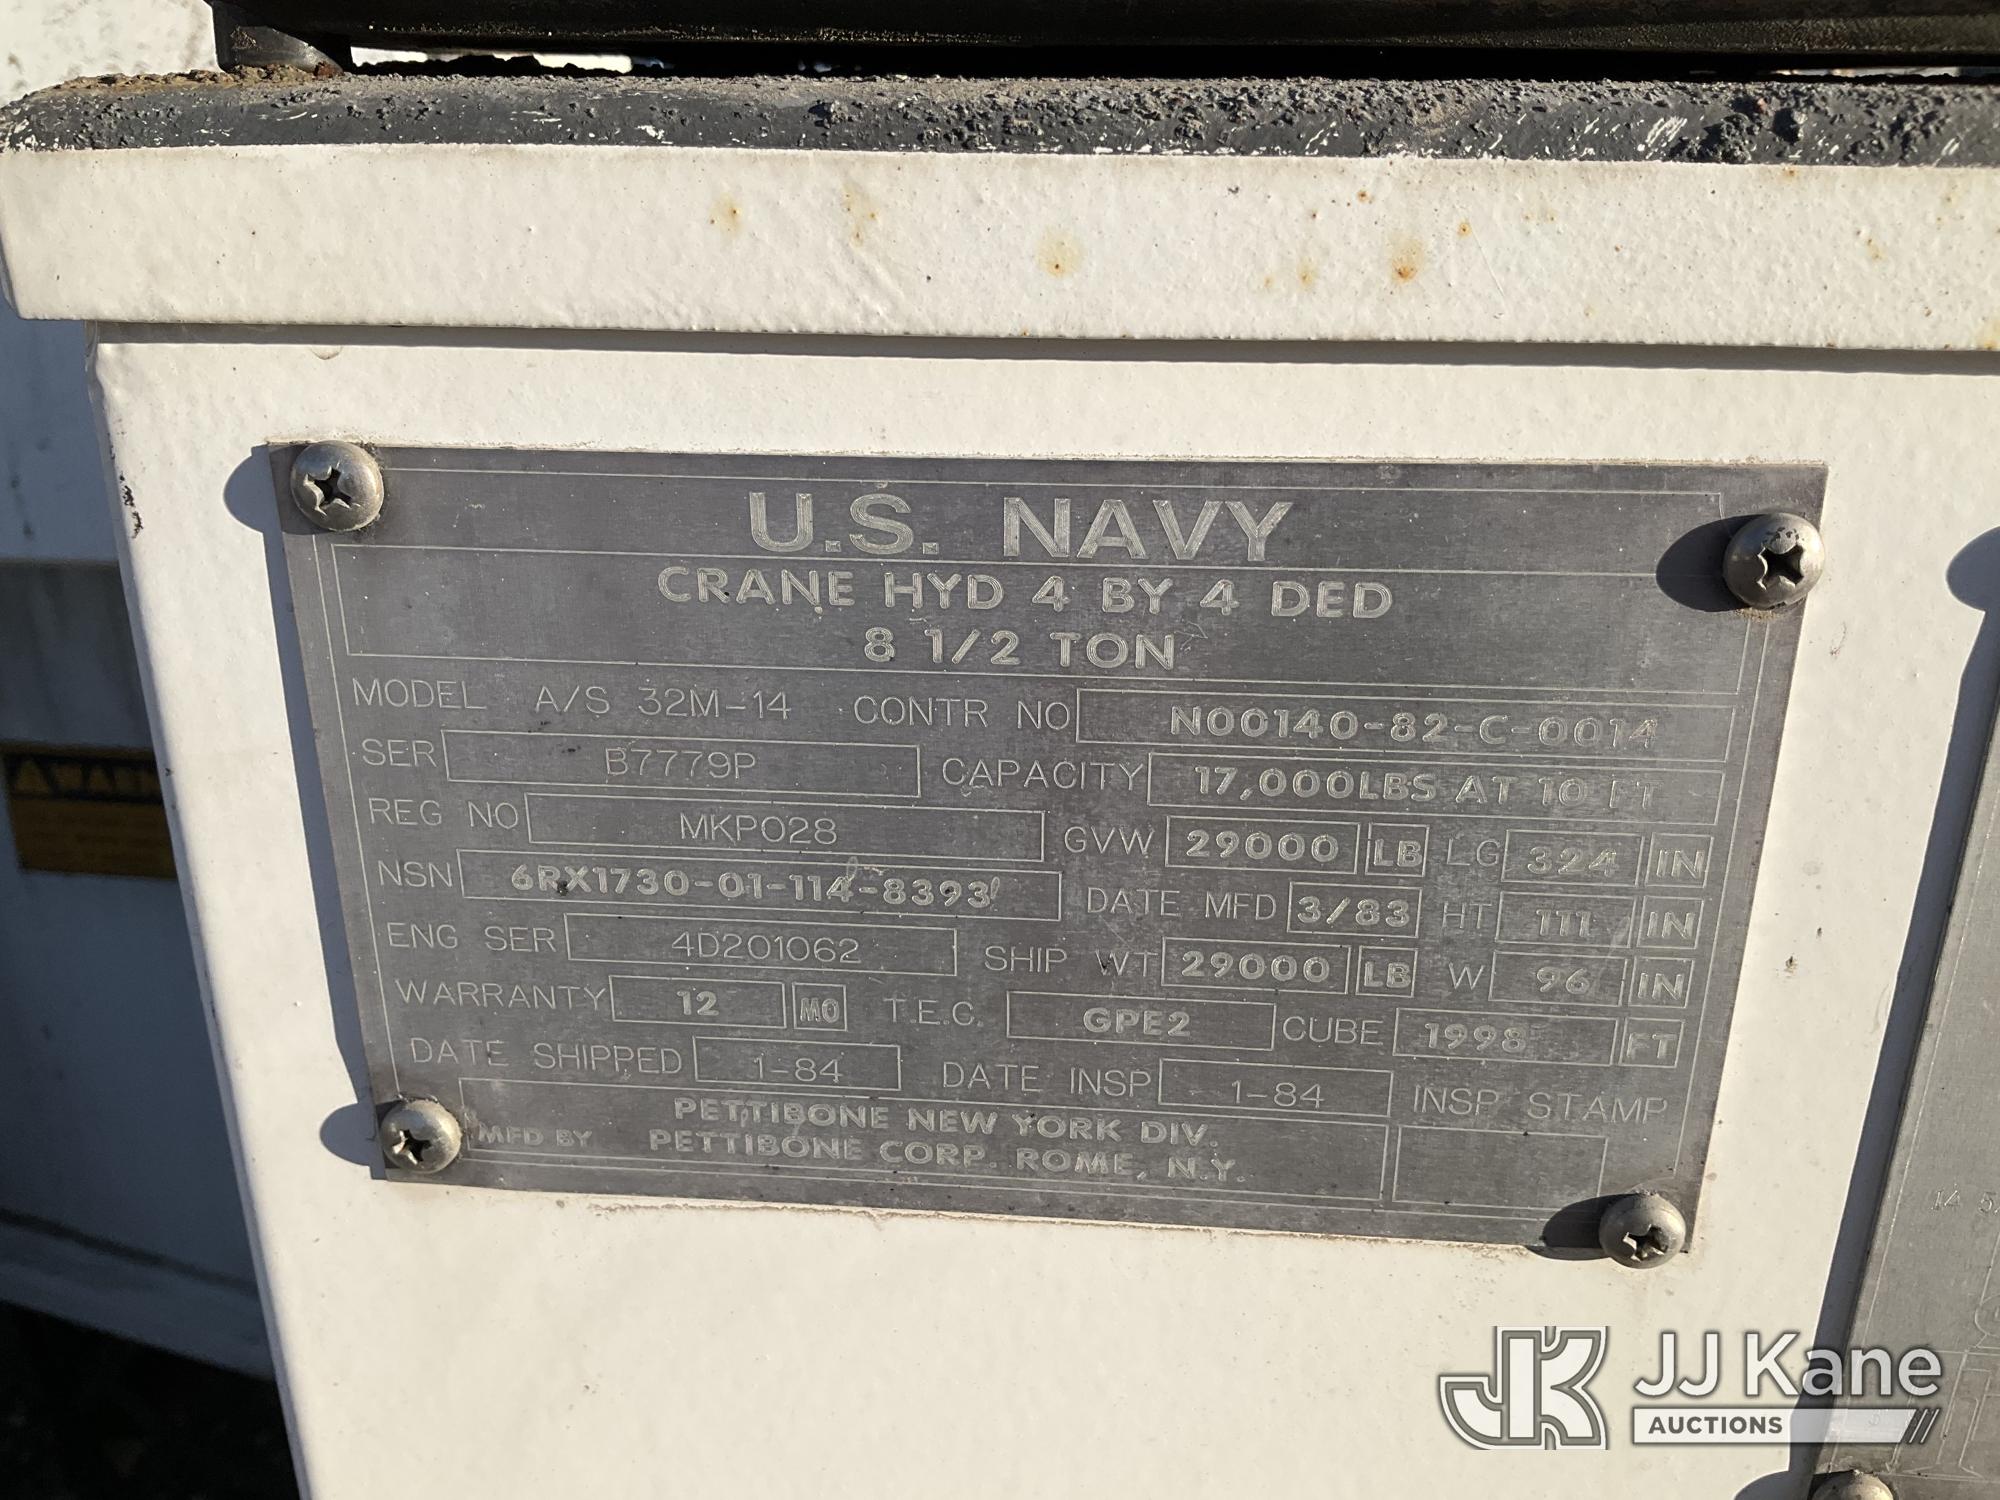 U.S. NAVY
CRANE HYD 4 BY 4 DED
8 1/2 TON
MODEL A/S 32M-14 CONTR NO N00140-82-C-0014
SER B7779P CAPACITY 17,000LBS AT 10 FT
REG NO MKP028 GVW 29000 LB LG 324 IN
NSN 6RX1730-01-114-8393 DATE MFD 3/83 HT 111 IN
ENG SER 4D201062 SHIP WT 29000 LB W 96 IN
WARRANTY 12 MO T.E.C. GPE2 CUBE 1998 FT
DATE SHIPPED 1-84 DATE INSP 1-84 INSP STAMP
PETTIBONE NEW YORK DIV.
MFD BY PETTIBONE CORP. ROME, N.Y.
JK JJ Kane
AUCTIONS